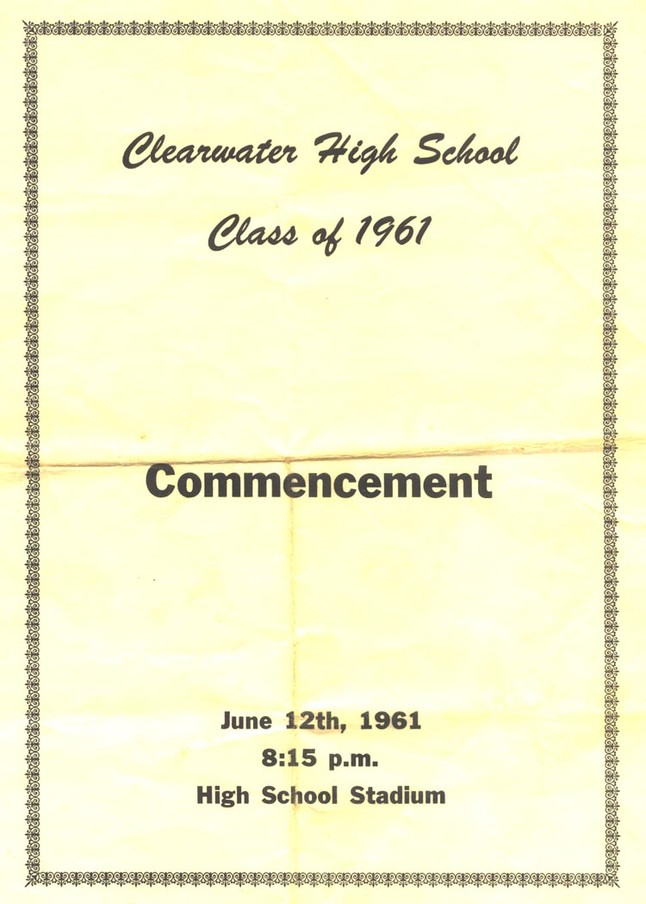 Clearwater High School
Class of 1961
Commencement
June 12th, 1961
8:15 p.m.
High School Stadium